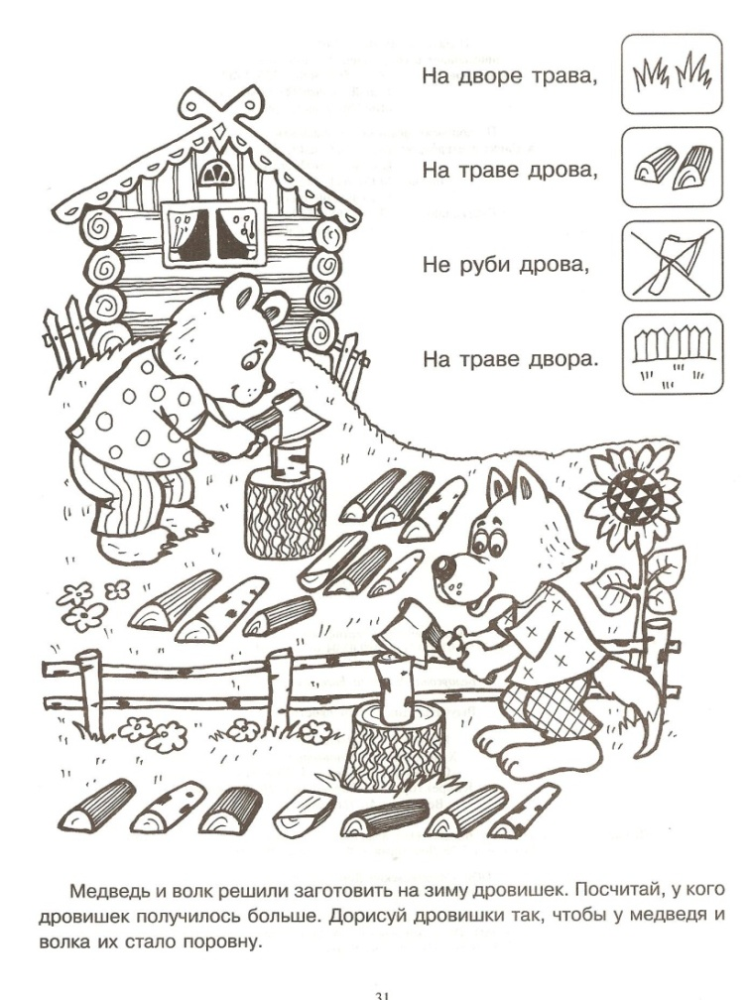 На дворе трава,
На траве дрова,
Не руби дрова,
На траве двора.
Медведь и волк решили заготовить на зиму дровишек. Посчитай, у кого
дровишек получилось больше. Дорисуй дровишки так, чтобы у медведя и
волка их стало поровну.
31